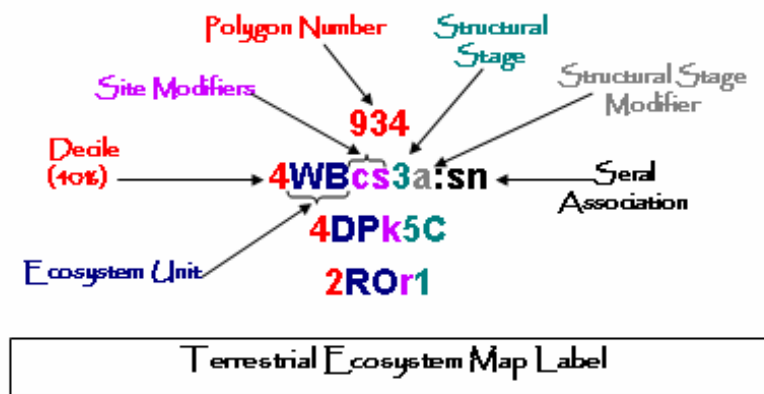 Polygon Number
Structural
Stage
Site Modifiers
Structural Stage
Modifier
934
Decile
(40%)
4WBcs3a:sn
Seral
Association
4DPk5C
Ecosystem Unit
2ROr1
Terrestrial Ecosystem Map Label